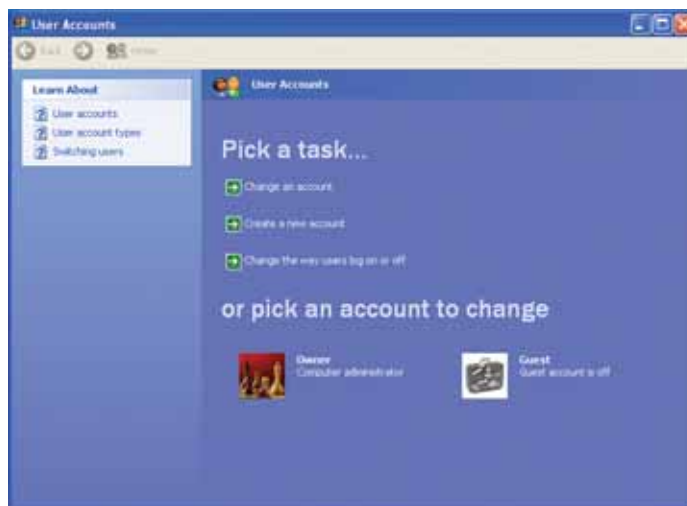 User Accounts
Back Home
Learn About
User accounts
User account types
Switching users
User Accounts
Pick a task...
Change an account
Create a new account
Change the way users log on or off
or pick an account to change
Owner
Computer administrator
Guest
Guest account is off